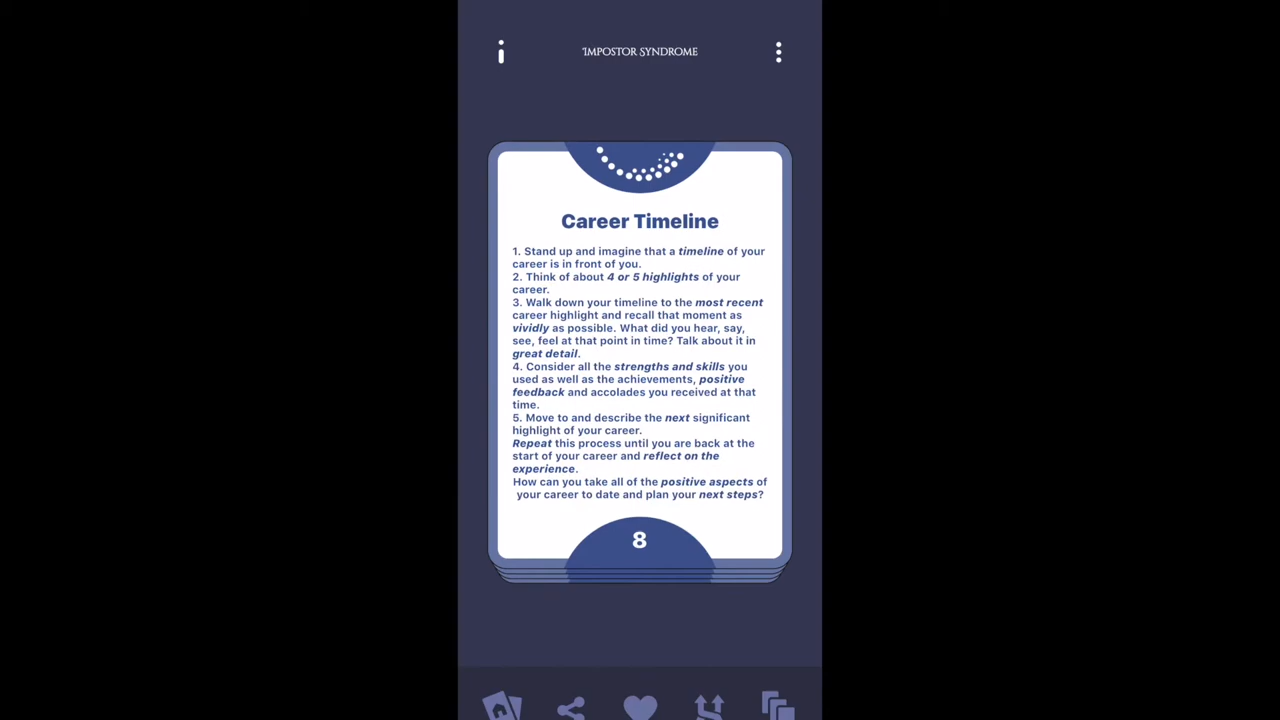 Impostor Syndrome
Career Timeline
1. Stand up and imagine that a timeline of your
career is in front of you.
2. Think of about 4 or 5 highlights of your
career.
3. Walk down your timeline to the most recent
career highlight and recall that moment as
vividly as possible. What did you hear, say,
see, feel at that point in time? Talk about it in
great detail.
4. Consider all the strengths and skills you
used as well as the achievements, positive
feedback and accolades you received at that
time.
5. Move to and describe the next significant
highlight of your career.
Repeat this process until you are back at the
start of your career and reflect on the
experience.
How can you take all of the positive aspects of
your career to date and plan your next steps?
8